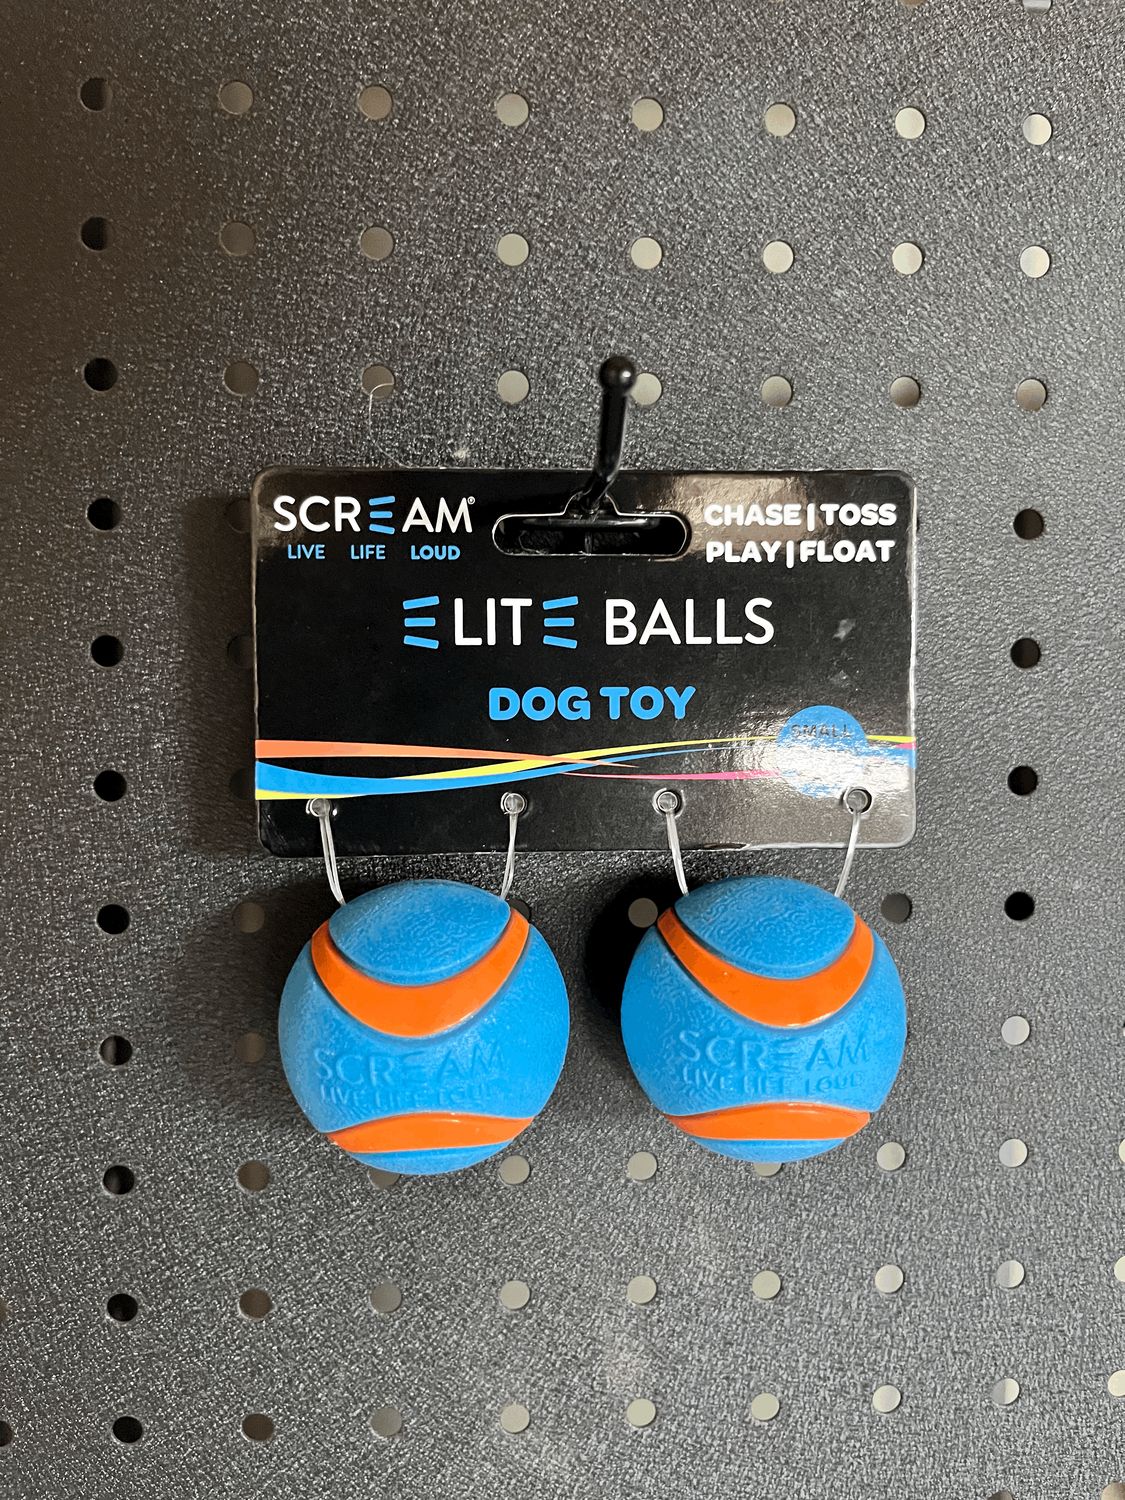 SCREAM®
LIVE LIFE LOUD
CHASE | TOSS
PLAY | FLOAT
ELITE BALLS
DOG TOY
SMALL
SCREAM
LIVE LIFE LOUD
SCREAM
LIVE LIFE LOUD